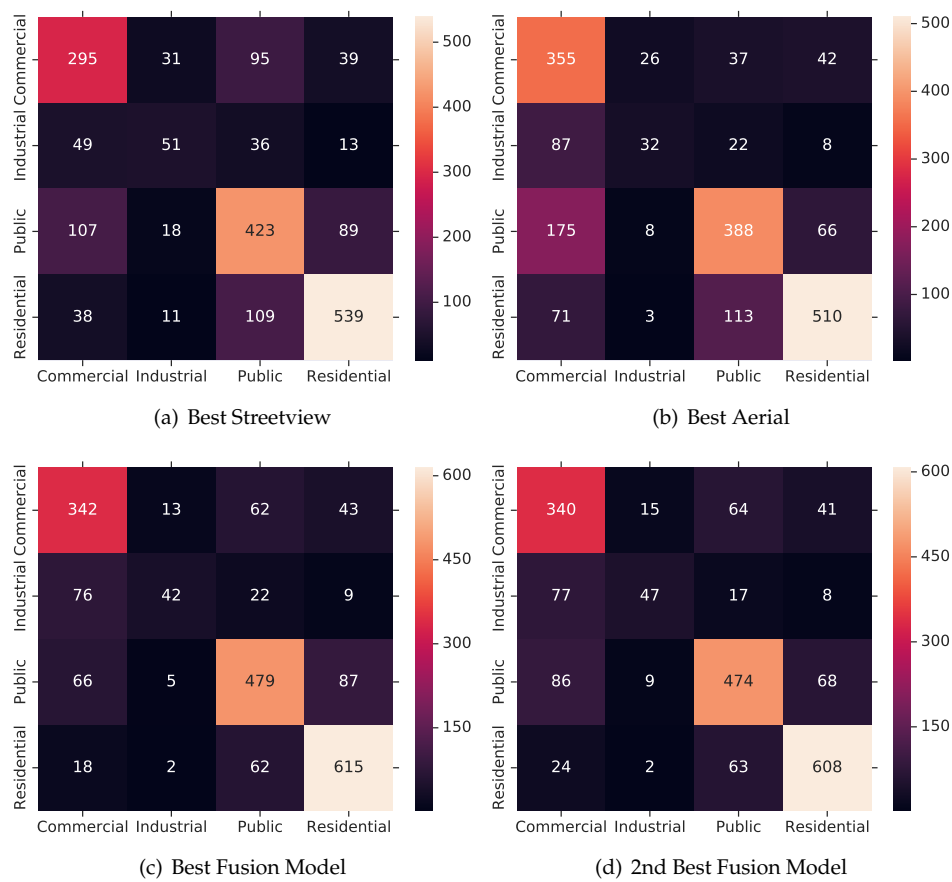 Commercial
295 31 95 39
Industrial
49 51 36 13
Public
107 18 423 89
Residential
38 11 109 539
Commercial Industrial Public Residential
500
400
300
200
100
(a) Best Streetview
Commercial
355 26 37 42
Industrial
87 32 22 8
Public
175 8 388 66
Residential
71 3 113 510
Commercial Industrial Public Residential
500
400
300
200
100
(b) Best Aerial
Commercial
342 13 62 43
Industrial
76 42 22 9
Public
66 5 479 87
Residential
18 2 62 615
Commercial Industrial Public Residential
600
450
300
150
(c) Best Fusion Model
Commercial
340 15 64 41
Industrial
77 47 17 8
Public
86 9 474 68
Residential
24 2 63 608
Commercial Industrial Public Residential
600
450
300
150
(d) 2nd Best Fusion Model